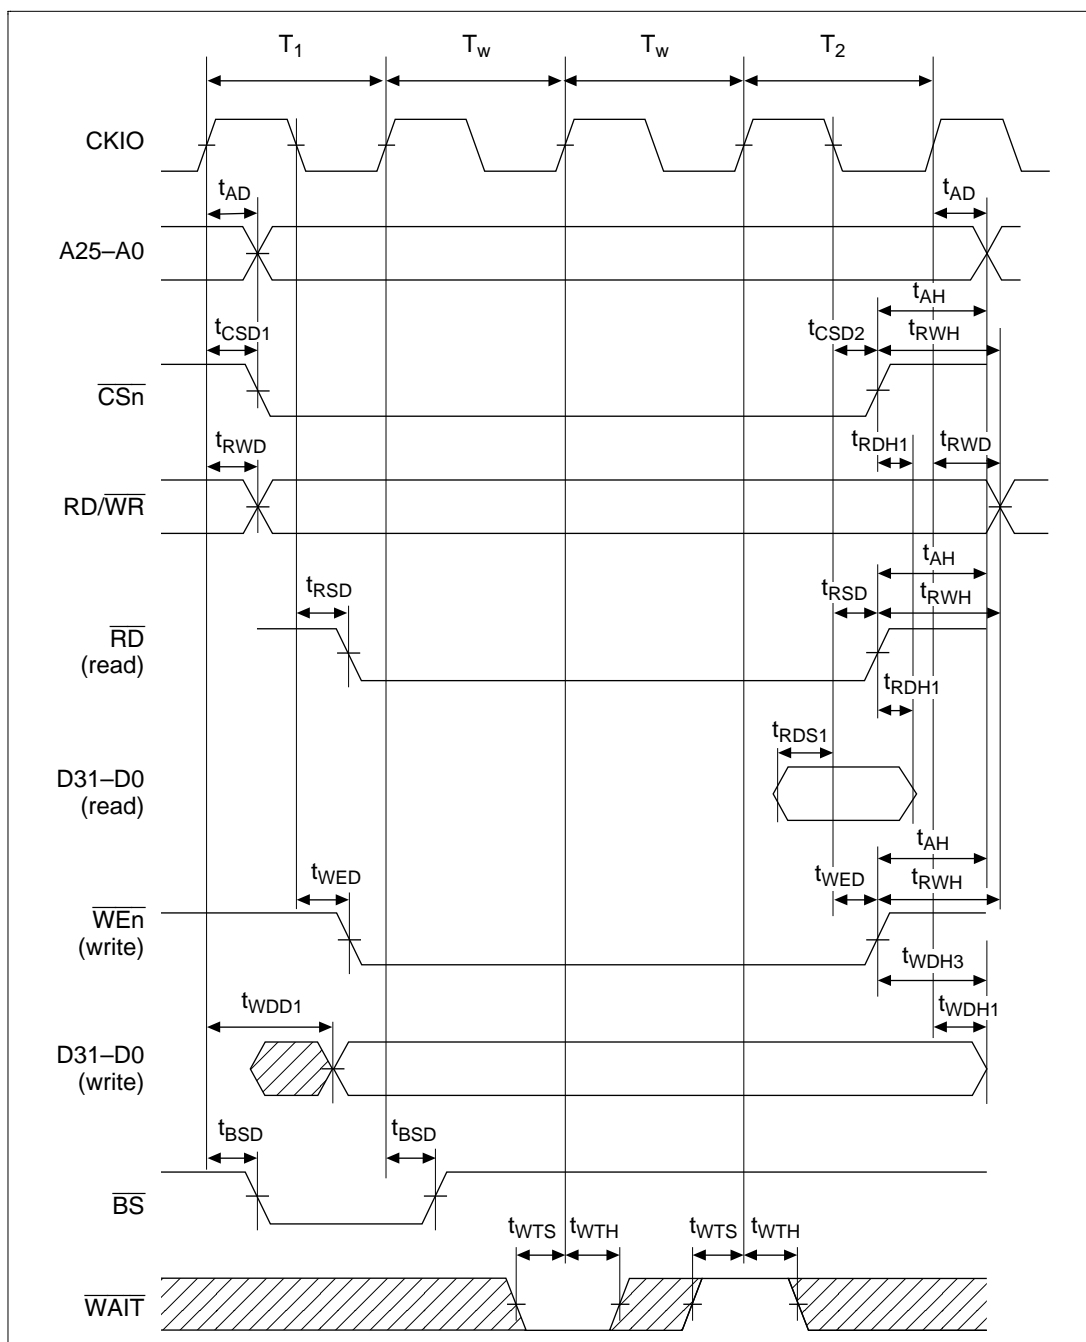 T1 Tw Tw T2
CKIO
tAD tAD
A25–A0
tAH
tCSD1 tCSD2 tRWH
CSn
tRWD tRDH1 tRWD
RD/WR
tAH
tRSD tRSD tRWH
RD
(read)
tRDH1
tRDS1
D31–D0
(read)
tAH
tWED tWED tRWH
WEn
(write)
tWDH3
tWDD1 tWDH1
D31–D0
(write)
tBSD tBSD
BS
tWTS tWTH tWTS tWTH
WAIT